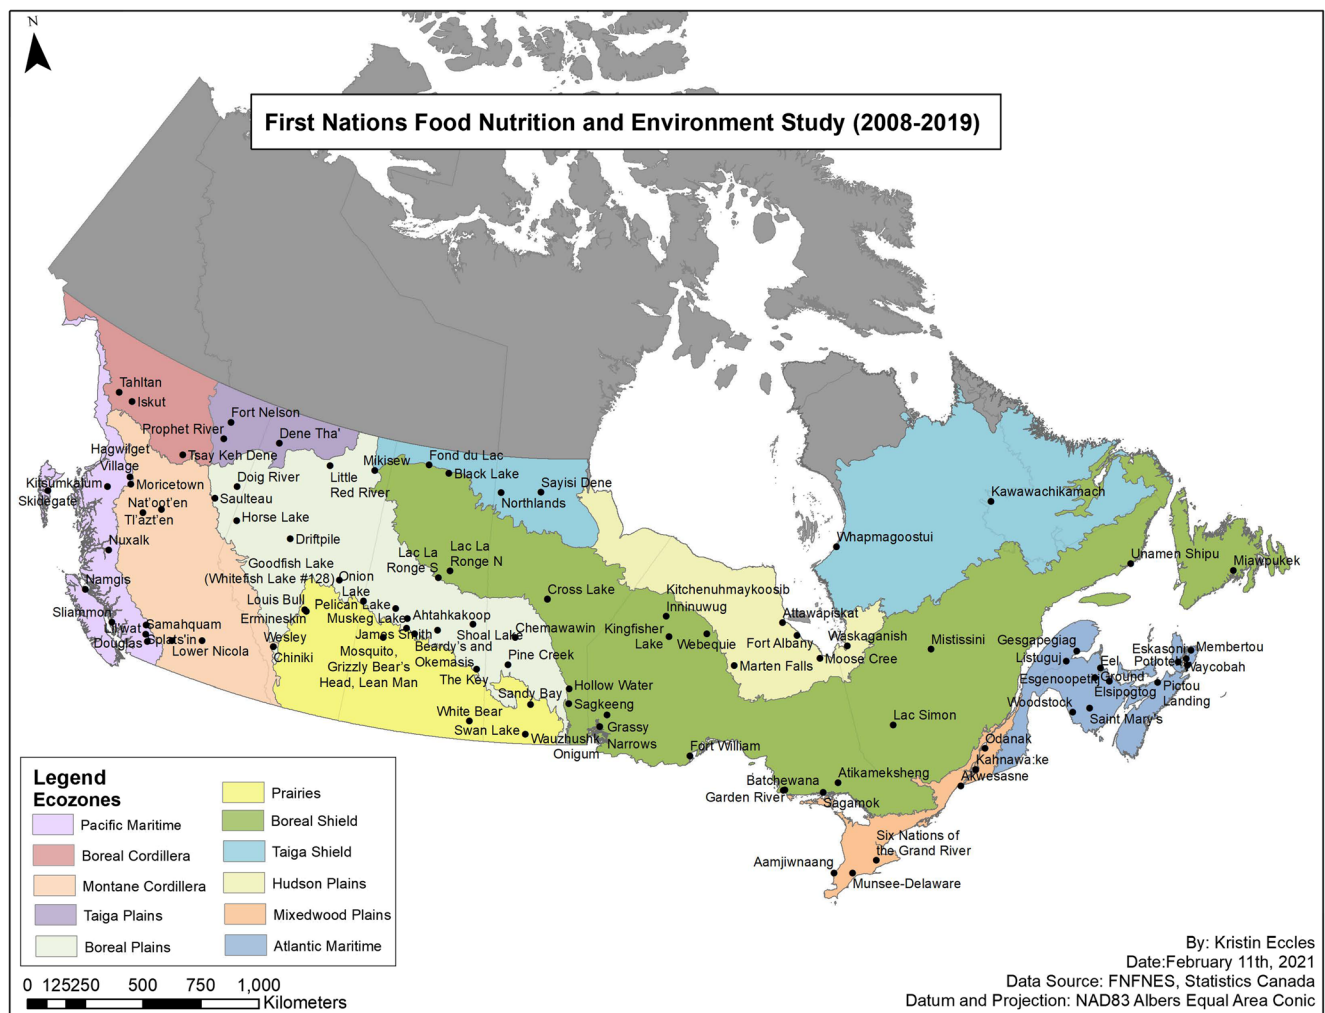 N
First Nations Food Nutrition and Environment Study (2008-2019)
Tahltan
Iskut
Fort Nelson
Prophet River
Dene Tha'
Tsay Keh Dene
Hagwilget
Village
Kitsumkalum
Skidegate
Moricetown
Nat'oot'en
Tl'azt'en
Nuxalk
Namgis
Sliammon
Samahquam
Lil'wat
Splats'in
Douglas
Lower Nicola
Doig River
Saulteau
Horse Lake
Driftpile
Little
Red River
Mikisew
Fond du Lac
Black Lake
Northlands
Sayisi Dene
Goodfish Lake
(Whitefish Lake #128)
Onion
Lake
Louis Bull
Ermineskin
Wesley
Chiniki
Pelican Lake
Muskeg Lake
Ahtahkakoop
James Smith
Mosquito,
Grizzly Bear's
Head, Lean Man
Beardy's and
Okemasis
The Key
Shoal Lake
Chemawawin
Pine Creek
Lac La
Ronge S
Lac La
Ronge N
Cross Lake
Sandy Bay
White Bear
Swan Lake
Hollow Water
Sagkeeng
Grassy
Narrows
Wauzhushk
Onigum
Kitchenuhmaykoosib
Inninuwug
Kingfisher
Lake
Webequie
Marten Falls
Attawapiskat
Fort Albany
Moose Cree
Waskaganish
Whapmagoostui
Kawawachikamach
Mistissini
Lac Simon
Unamen Shipu
Miawpukek
Fort William
Batchewana
Garden River
Atikameksheng
Sagamok
Odanak
Kahnawa:ke
Akwesasne
Six Nations of
the Grand River
Aamjiwnaang
Munsee-Delaware
Gesgapegiag
Listuguj
Eel
Ground
Esgenoopetitj
Elsipogtog
Woodstock
Saint Mary's
Eskasoni
Membertou
Potlotek
Waycobah
Pictou
Landing
Legend
Ecozones
Pacific Maritime
Boreal Cordillera
Montane Cordillera
Taiga Plains
Boreal Plains
Prairies
Boreal Shield
Taiga Shield
Hudson Plains
Mixedwood Plains
Atlantic Maritime
0 125250 500 750 1,000
Kilometers
By: Kristin Eccles
Date:February 11th, 2021
Data Source: FNFNES, Statistics Canada
Datum and Projection: NAD83 Albers Equal Area Conic